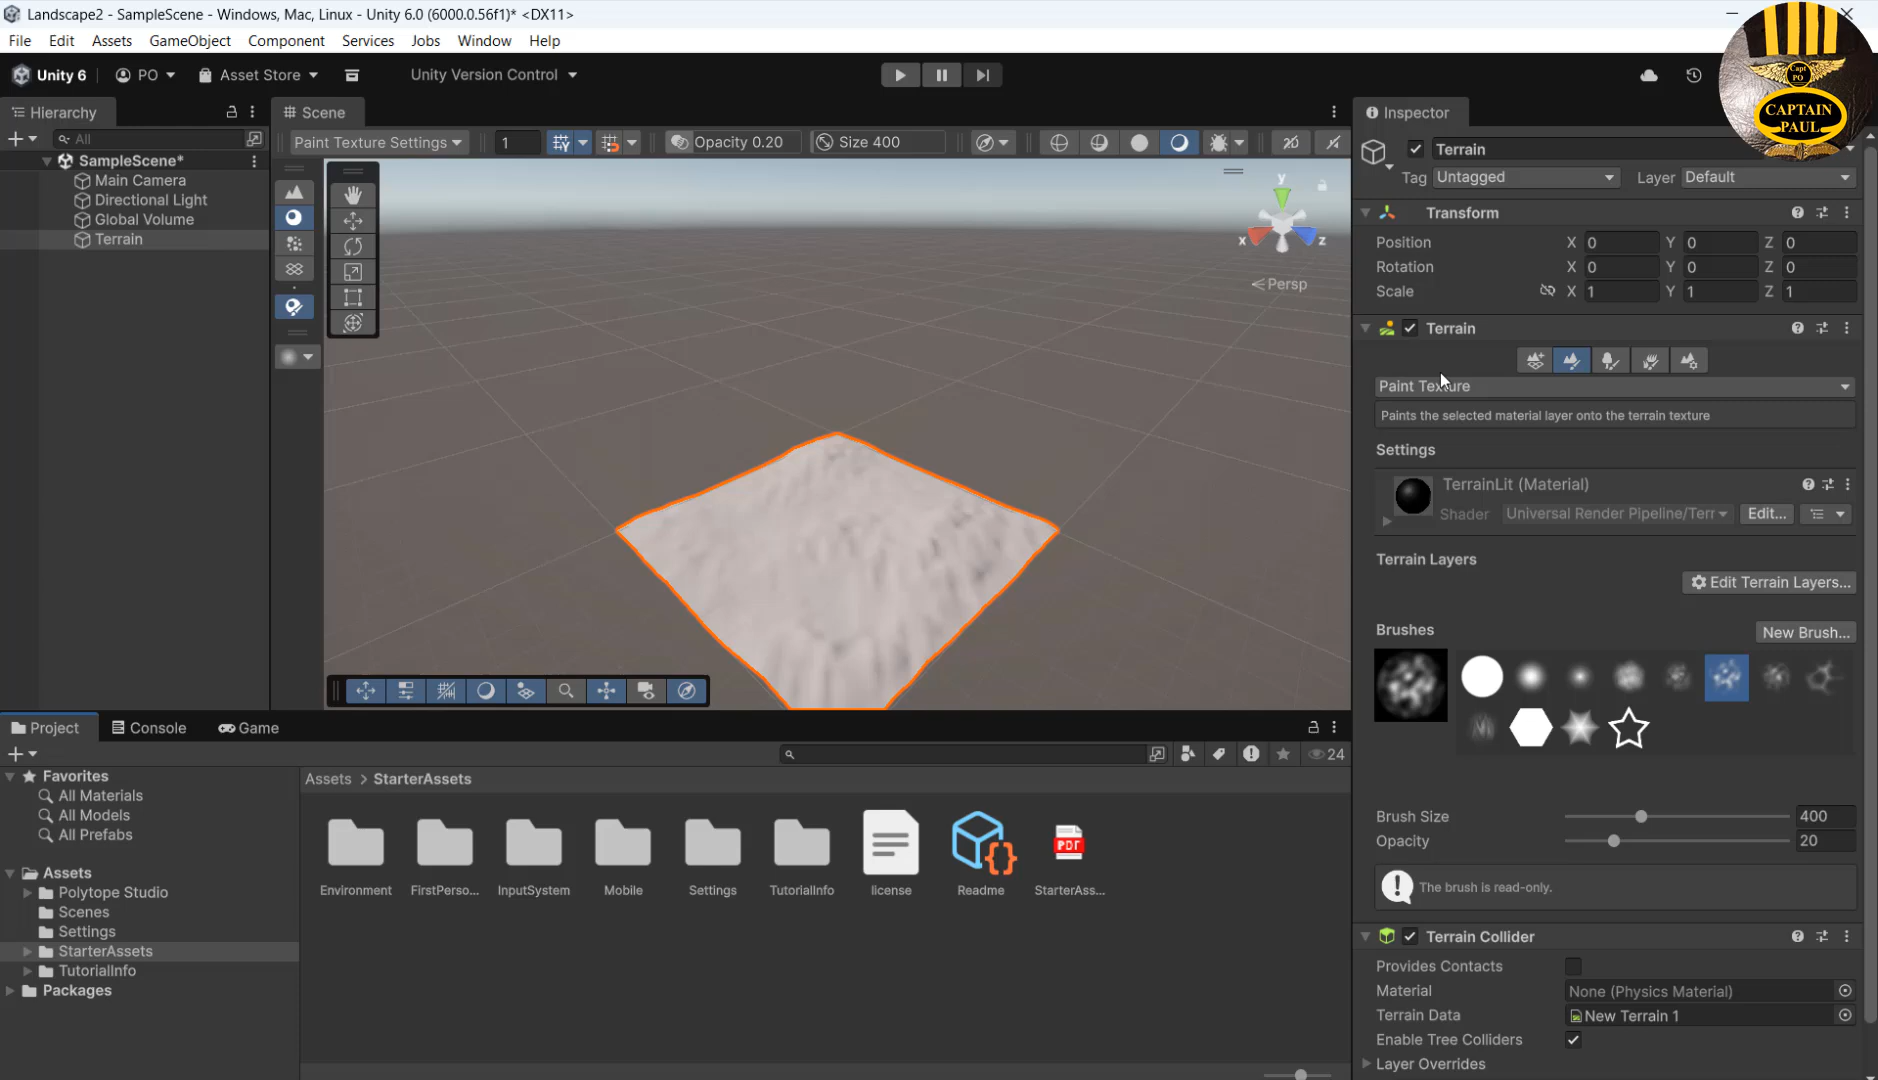 Landscape2 - SampleScene - Windows, Mac, Linux - Unity 6.0 (6000.0.56f1)* <DX11>
File Edit Assets GameObject Component Services Jobs Window Help
Unity 6 PO Asset Store Unity Version Control
Capt PO
CAPTAIN PAUL
Hierarchy
All
SampleScene*
Main Camera
Directional Light
Global Volume
Terrain
Scene
Paint Texture Settings 1 Opacity 0.20 Size 400 2D
y
x z
Persp
Inspector
Terrain
Tag Untagged Layer Default
Transform
Position X 0 Y 0 Z 0
Rotation X 0 Y 0 Z 0
Scale X 1 Y 1 Z 1
Terrain
Paint Texture
Paints the selected material layer onto the terrain texture
Settings
TerrainLit (Material)
Shader Universal Render Pipeline/Terr Edit...
Terrain Layers
Edit Terrain Layers...
Brushes New Brush...
Brush Size 400
Opacity 20
The brush is read-only.
Terrain Collider
Provides Contacts
Material None (Physics Material)
Terrain Data New Terrain 1
Enable Tree Colliders
Layer Overrides
Project Console Game
24
Favorites
All Materials
All Models
All Prefabs
Assets
Polytope Studio
Scenes
Settings
StarterAssets
TutorialInfo
Packages
Assets > StarterAssets
Environment FirstPerso... InputSystem Mobile Settings TutorialInfo license Readme StarterAss...
PDF